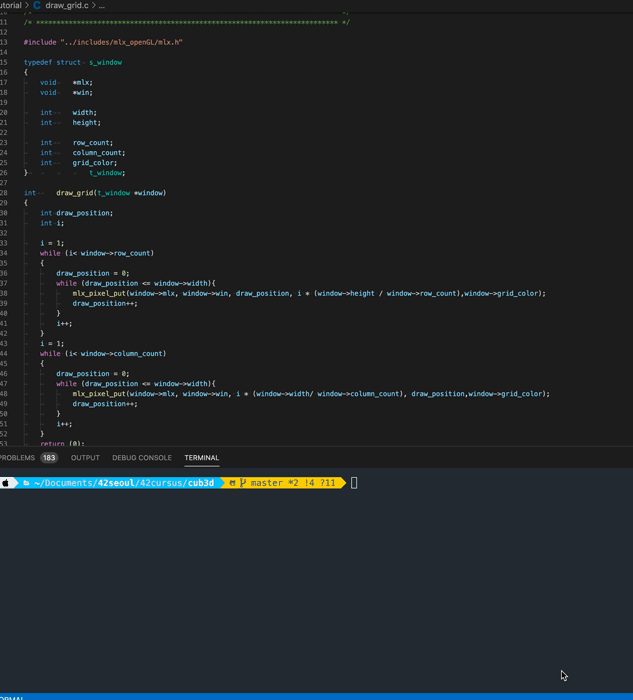 utorial > C draw_grid.c > ...
11 /* ************************************************************************** */
12
13 #include "../includes/mlx_openGL/mlx.h"
14
15 typedef struct s_window
16 {
17 void *mlx;
18 void *win;
19
20 int width;
21 int height;
22
23 int row_count;
24 int column_count;
25 int grid_color;
26 } t_window;
27
28 int draw_grid(t_window *window)
29 {
30 int draw_position;
31 int i;
32
33 i = 1;
34 while (i< window->row_count)
35 {
36 draw_position = 0;
37 while (draw_position <= window->width){
38 mlx_pixel_put(window->mlx, window->win, draw_position, i * (window->height / window->row_count),window->grid_color);
39 draw_position++;
40 }
41 i++;
42 }
43 i = 1;
44 while (i< window->column_count)
45 {
46 draw_position = 0;
47 while (draw_position <= window->width){
48 mlx_pixel_put(window->mlx, window->win, i * (window->width/ window->column_count), draw_position,window->grid_color);
49 draw_position++;
50 }
51 i++;
52 }
53 return (0);
PROBLEMS 183 OUTPUT DEBUG CONSOLE TERMINAL
~/Documents/42seoul/42cursus/cub3d master *2 !4 ?11